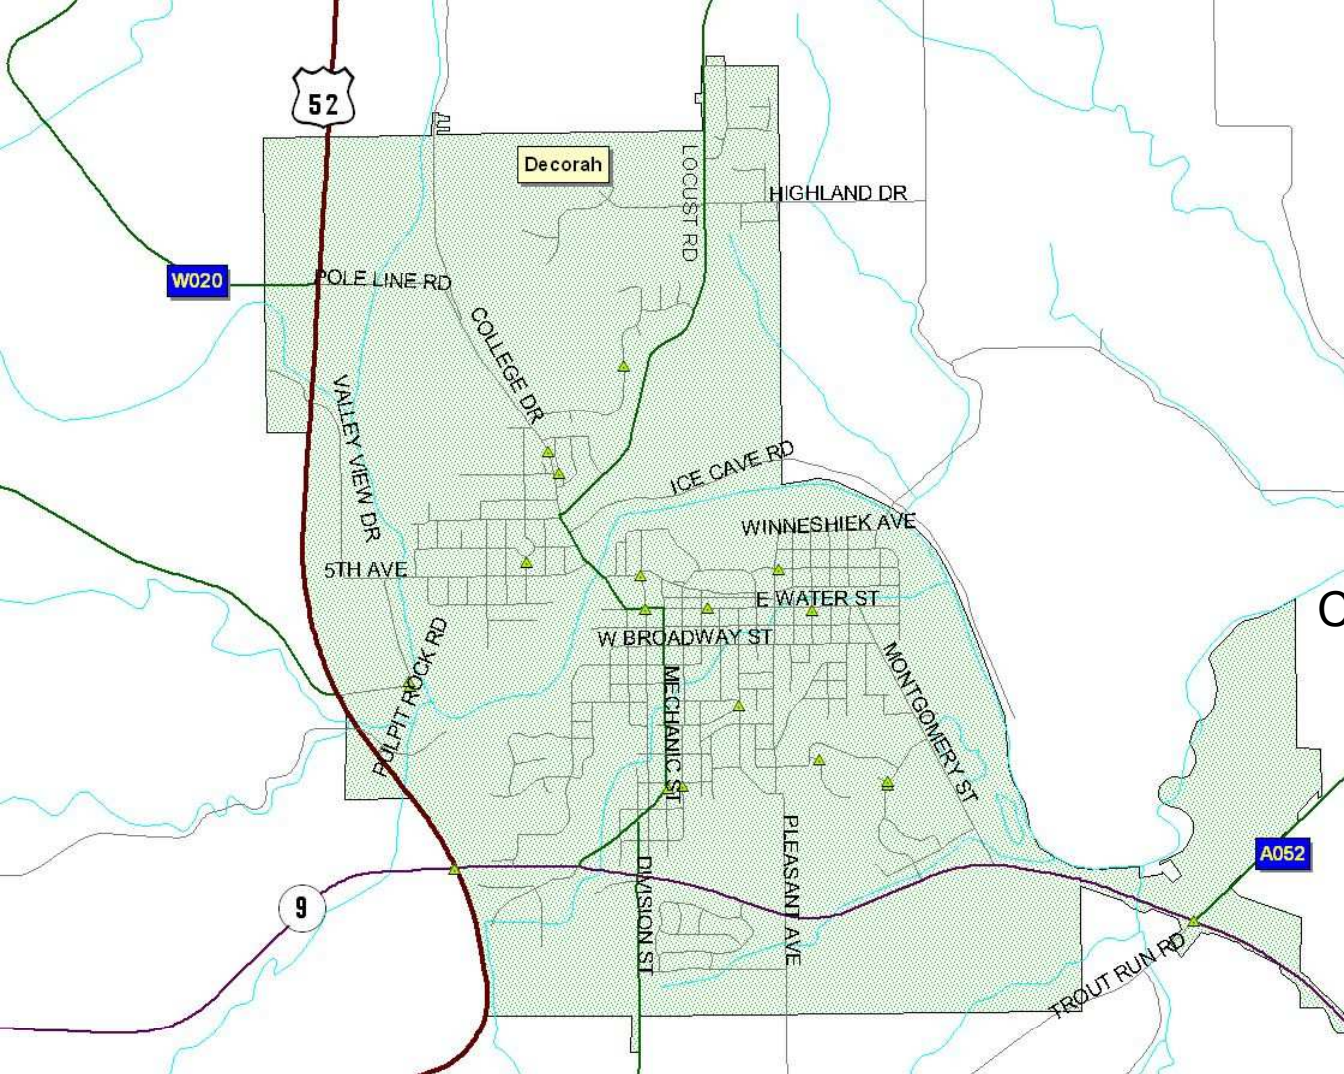 52
Decorah
LOCUST RD
HIGHLAND DR
W020
POLE LINE RD
COLLEGE DR
VALLEY VIEW DR
ICE CAVE RD
WINNESHIEK AVE
5TH AVE
E WATER ST
W BROADWAY ST
PULPIT ROCK RD
MECHANIC ST
MONTGOMERY ST
PLEASANT AVE
DIVISION ST
A052
9
TROUT RUN RD